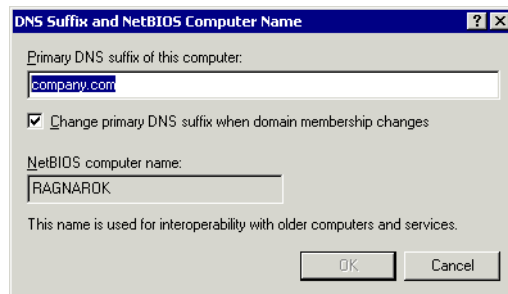 DNS Suffix and NetBIOS Computer Name
Primary DNS suffix of this computer:
company.com
Change primary DNS suffix when domain membership changes
NetBIOS computer name:
RAGNAROK
This name is used for interoperability with older computers and services.
OK Cancel